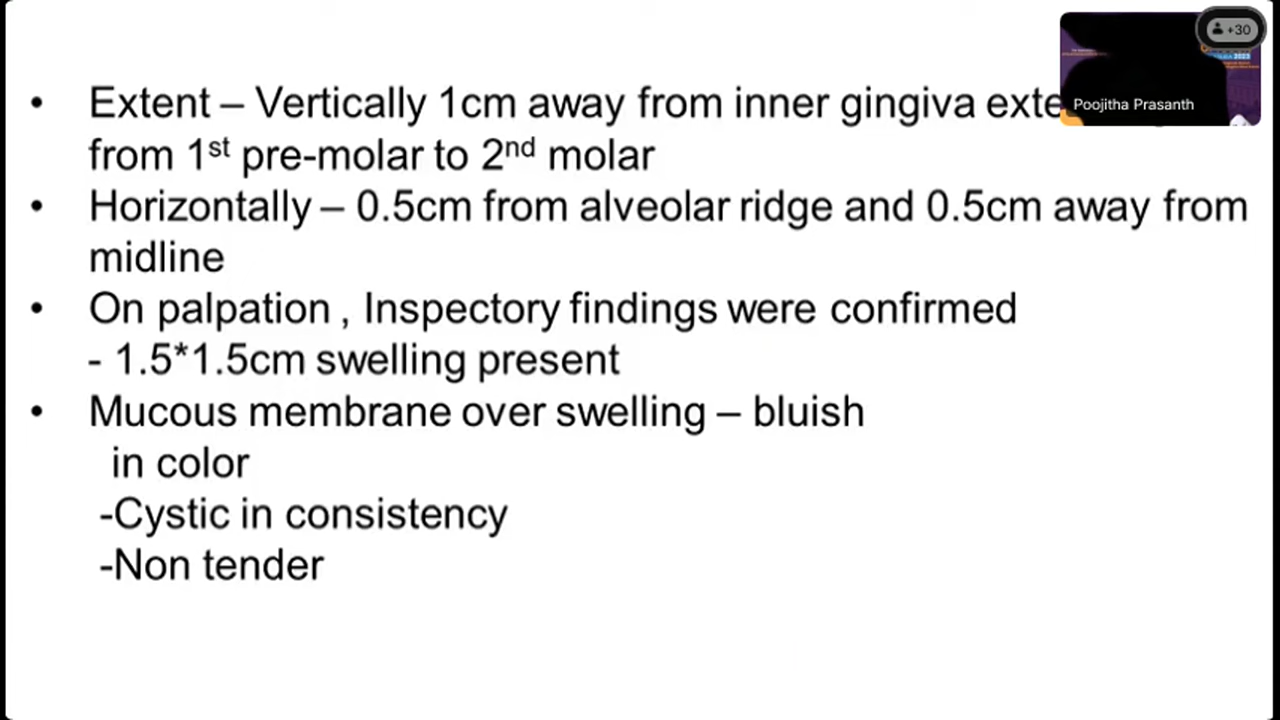 • Extent – Vertically 1cm away from inner gingiva
from 1st pre-molar to 2nd molar
• Horizontally – 0.5cm from alveolar ridge and 0.5cm away from
midline
• On palpation , Inspectory findings were confirmed
- 1.5*1.5cm swelling present
• Mucous membrane over swelling – bluish
in color
-Cystic in consistency
-Non tender
+30
Poojitha Prasanth